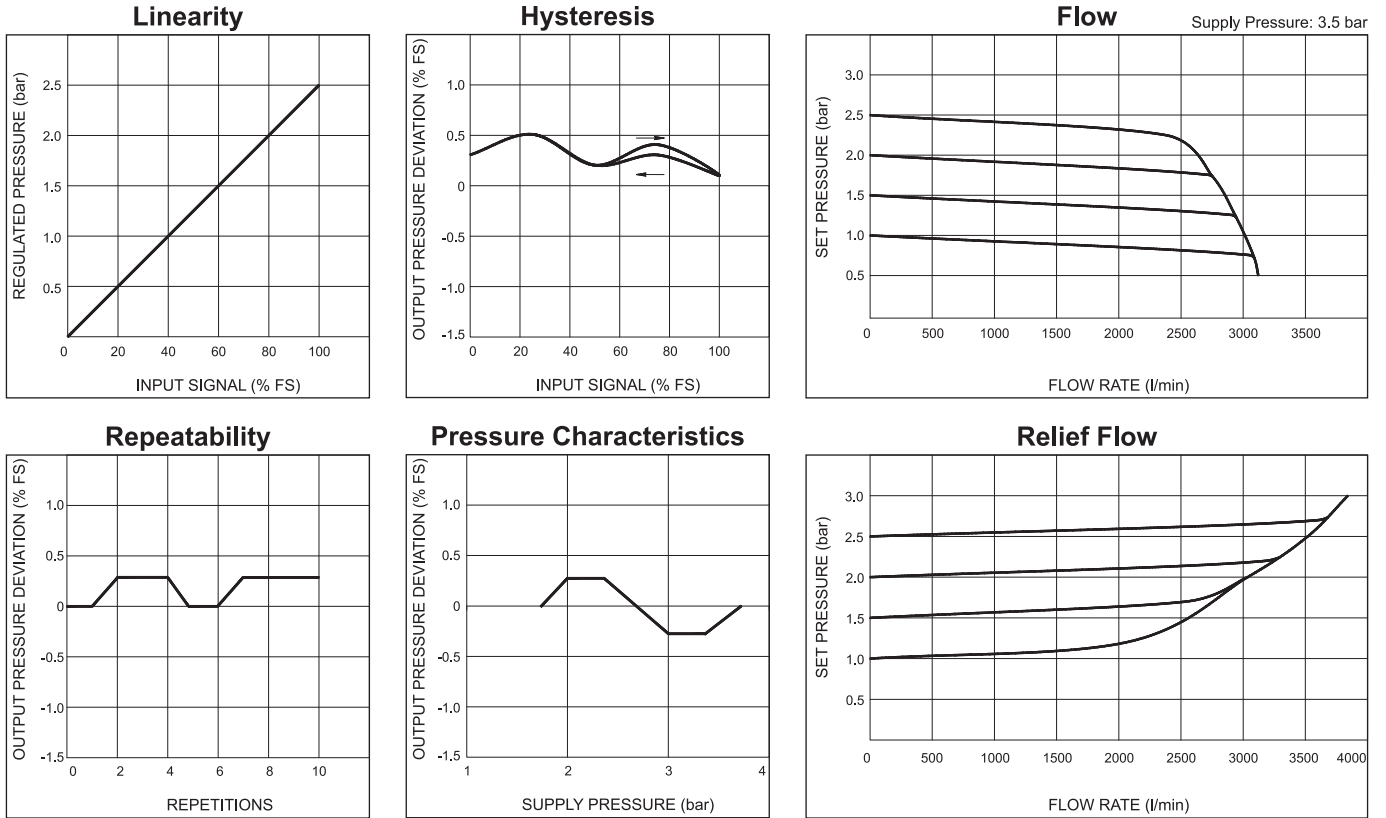 Linearity
REGULATED PRESSURE (bar)
2.5
2.0
1.5
1.0
0.5
0 20 40 60 80 100
INPUT SIGNAL (% FS)
Hysteresis
OUTPUT PRESSURE DEVIATION (% FS)
1.0
0.5
0
-0.5
-1.0
-1.5
0 20 40 60 80 100
INPUT SIGNAL (% FS)
Flow
Supply Pressure: 3.5 bar
SET PRESSURE (bar)
3.0
2.5
2.0
1.5
1.0
0.5
0 500 1000 1500 2000 2500 3000 3500
FLOW RATE (l/min)
Repeatability
OUTPUT PRESSURE DEVIATION (% FS)
1.0
0.5
0
-0.5
-1.0
-1.5
0 2 4 6 8 10
REPETITIONS
Pressure Characteristics
OUTPUT PRESSURE DEVIATION (% FS)
1.0
0.5
0
-0.5
-1.0
-1.5
1 2 3 4
SUPPLY PRESSURE (bar)
Relief Flow
SET PRESSURE (bar)
3.0
2.5
2.0
1.5
1.0
0.5
0 500 1000 1500 2000 2500 3000 3500 4000
FLOW RATE (l/min)